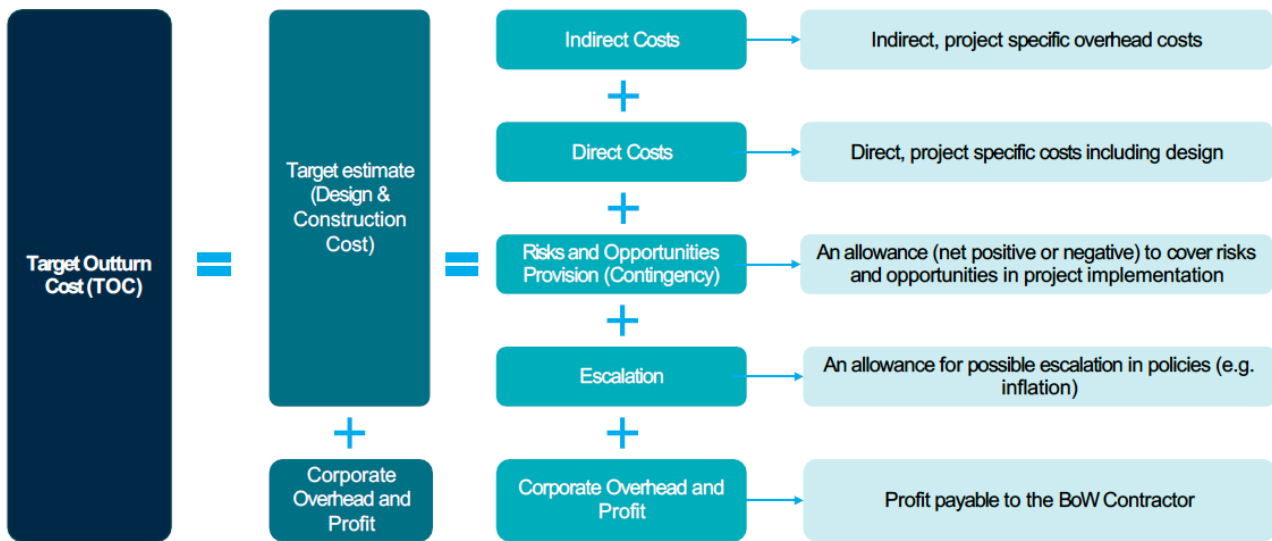 Target Outturn
Cost (TOC)
=
Target estimate
(Design &
Construction
Cost)
+
Corporate
Overhead and
Profit
=
Indirect Costs
Indirect, project specific overhead costs
+
Direct Costs
Direct, project specific costs including design
+
Risks and Opportunities
Provision (Contingency)
An allowance (net positive or negative) to cover risks
and opportunities in project implementation
+
Escalation
An allowance for possible escalation in policies (e.g.
inflation)
+
Corporate Overhead and
Profit
Profit payable to the BoW Contractor